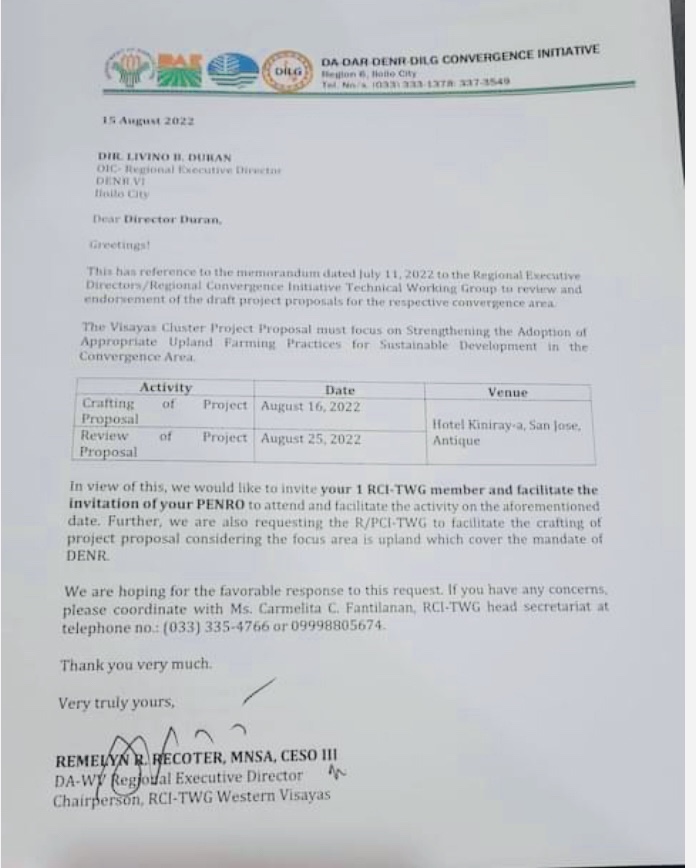 DILG
DA-DAR-DENR-DILG CONVERGENCE INITIATIVE
Region 6, Iloilo City
Tel. No/s. (033) 333-1378; 337-3549
15 August 2022
DIR. LIVINO B. DURAN
OIC- Regional Executive Director
DENR VI
Iloilo City
Dear Director Duran,
Greetings!
This has reference to the memorandum dated July 11, 2022 to the Regional Executive
Directors/Regional Convergence Initiative Technical Working Group to review and
endorsement of the draft project proposals for the respective convergence area.
The Visayas Cluster Project Proposal must focus on Strengthening the Adoption of
Appropriate Upland Farming Practices for Sustainable Development in the
Convergence Area.
Activity Date Venue
Crafting of Project August 16, 2022
Proposal
Hotel Kiniray-a, San Jose,
Review of Project August 25, 2022 Antique
Proposal
In view of this, we would like to invite your 1 RCI-TWG member and facilitate the
invitation of your PENRO to attend and facilitate the activity on the aforementioned
date. Further, we are also requesting the R/PCI-TWG to facilitate the crafting of
project proposal considering the focus area is upland which cover the mandate of
DENR.
We are hoping for the favorable response to this request. If you have any concerns,
please coordinate with Ms. Carmelita C. Fantilanan, RCI-TWG head secretariat at
telephone no.: (033) 335-4766 or 09998805674.
Thank you very much.
Very truly yours,
REMELYN R. RECOTER, MNSA, CESO III
DA-WV Regional Executive Director
Chairperson, RCI-TWG Western Visayas